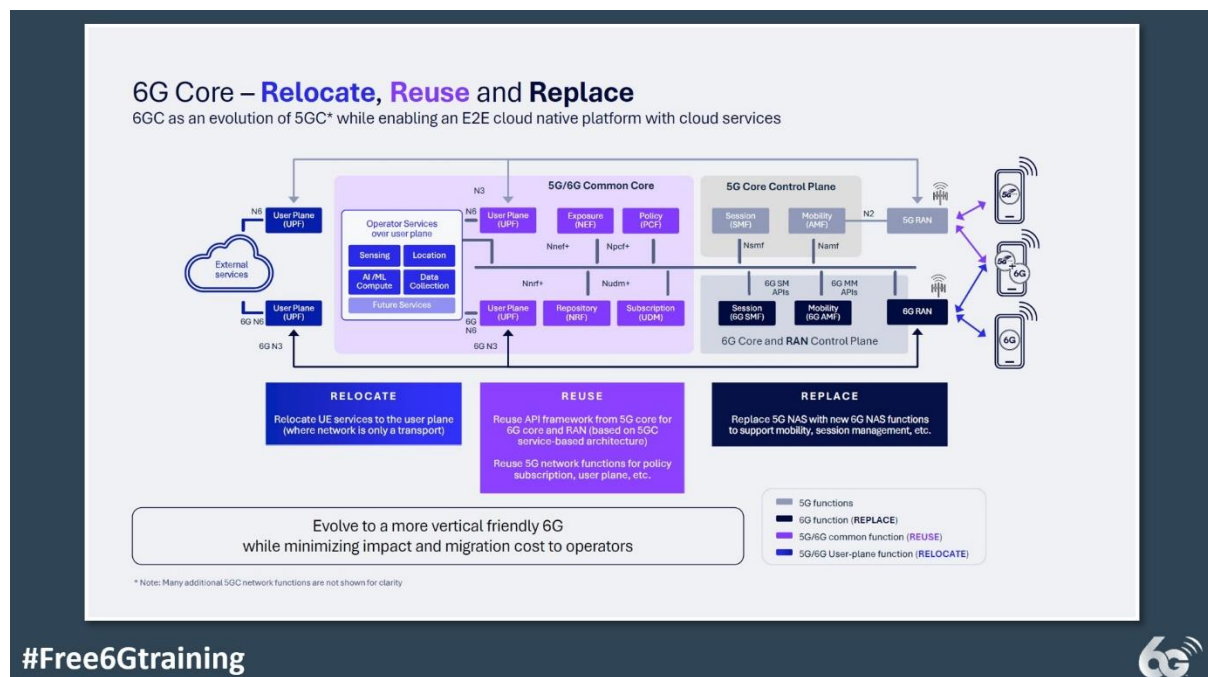 6G Core – Relocate, Reuse and Replace
6GC as an evolution of 5GC* while enabling an E2E cloud native platform with cloud services
N3
5G/6G Common Core
5G Core Control Plane
5G
N6
User Plane
(UPF)
Operator Services
over user plane
N6
User Plane
(UPF)
Exposure
(NEF)
Policy
(PCF)
Session
(SMF)
Mobility
(AMF)
N2
5G RAN
Sensing
Location
Nnef+
Npcf+
Nsmf
Namf
External
services
5G
+
6G
AI /ML
Compute
Data
Collection
Nnrf+
Nudm+
6G SM
APIs
6G MM
APIs
Future Services
User Plane
(UPF)
6G N6
6G
N6
User Plane
(UPF)
Repository
(NRF)
Subscription
(UDM)
Session
(6G SMF)
Mobility
(6G AMF)
6G RAN
6G
6G N3
6G N3
6G Core and RAN Control Plane
RELOCATE
Relocate UE services to the user plane
(where network is only a transport)
REUSE
Reuse API framework from 5G core for
6G core and RAN (based on 5GC
service-based architecture)
Reuse 5G network functions for policy
subscription, user plane, etc.
REPLACE
Replace 5G NAS with new 6G NAS functions
to support mobility, session management, etc.
Evolve to a more vertical friendly 6G
while minimizing impact and migration cost to operators
5G functions
6G function (REPLACE)
5G/6G common function (REUSE)
5G/6G User-plane function (RELOCATE)
* Note: Many additional 5GC network functions are not shown for clarity
#Free6Gtraining
6G